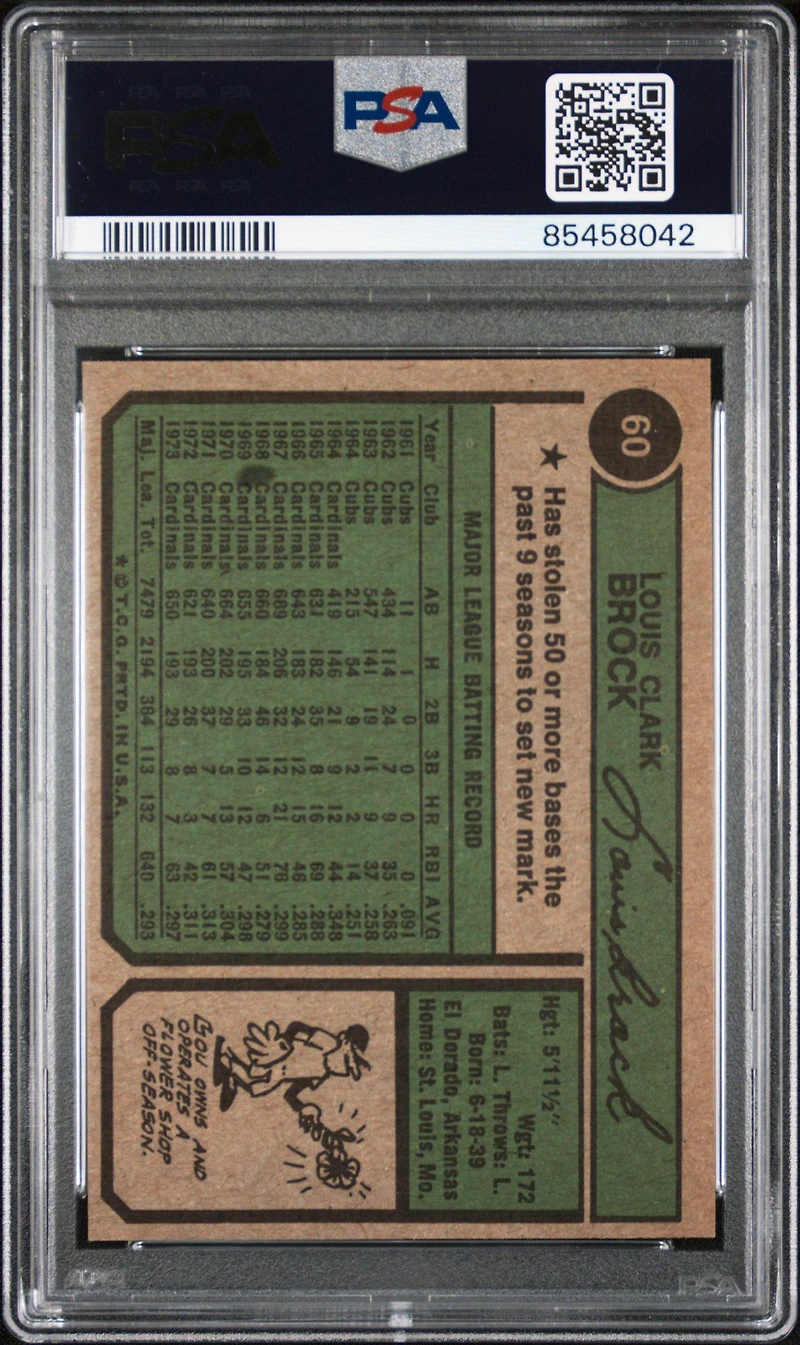 PSA
PSA
85458042
60
LOUIS CLARK
BROCK
Louis Brock
★ Has stolen 50 or more bases the
past 9 seasons to set new mark.
MAJOR LEAGUE BATTING RECORD
Year Club AB H 2B 3B HR RBI AVG
1961 Cubs 11 1 0 0 0 0 .091
1962 Cubs 434 114 24 7 9 35 .263
1963 Cubs 547 141 19 11 9 37 .258
1964 Cubs 215 54 9 2 2 14 .251
1964 Cardinals 419 146 21 9 12 44 .348
1965 Cardinals 631 182 35 8 16 69 .288
1966 Cardinals 643 183 24 12 15 46 .285
1967 Cardinals 689 206 32 12 21 76 .299
1968 Cardinals 660 184 46 14 6 51 .279
1969 Cardinals 655 195 33 10 12 47 .298
1970 Cardinals 664 202 29 5 13 57 .304
1971 Cardinals 640 200 37 7 7 61 .313
1972 Cardinals 621 193 26 8 3 42 .311
1973 Cardinals 650 193 29 8 7 63 .297
Maj. Lea. Tot. 7479 2194 364 113 132 640 .293
* © T.C.G. PRTD. IN U.S.A.
Hgt: 5'11½" Wgt: 172
Bats: L. Throws: L.
Born: 6-18-39
El Dorado, Arkansas
Home: St. Louis, Mo.
LOU OWNS AND
OPERATES A
FLOWER SHOP
OFF-SEASON.
PSA